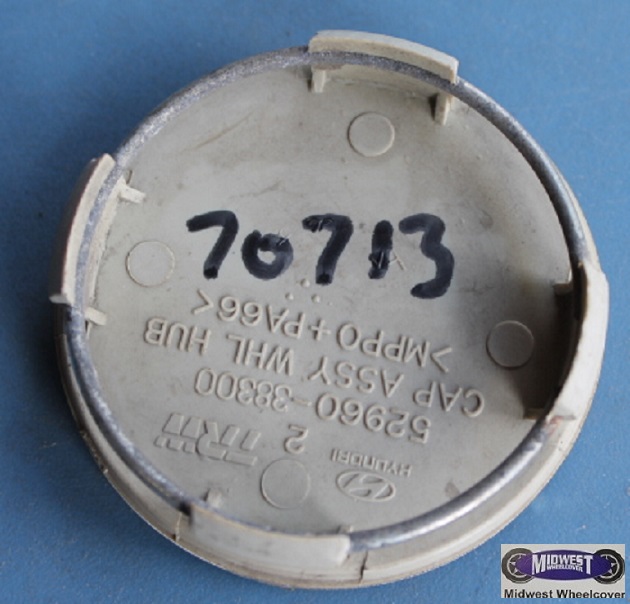 70713
HYUNDAI
TRW 2
52960-38300
CAP ASSY WHL HUB
>MPPO+PA66<
MIDWEST
WHEELCOVER
Midwest Wheelcover